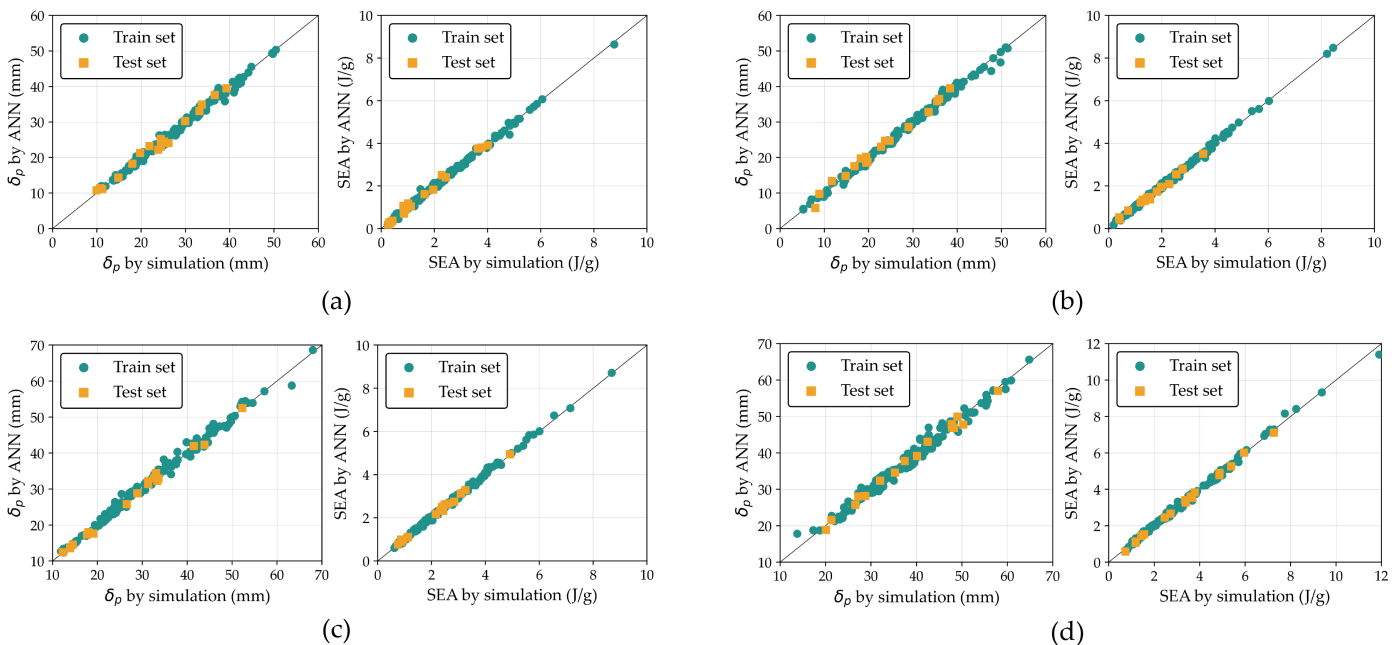 60
50
40
30
20
10
0
0
10
20
30
40
50
60
δp by ANN (mm)
δp by simulation (mm)
Train set
Test set
10
8
6
4
2
0
0
2
4
6
8
10
SEA by ANN (J/g)
SEA by simulation (J/g)
Train set
Test set
(a)
60
50
40
30
20
10
0
0
10
20
30
40
50
60
δp by ANN (mm)
δp by simulation (mm)
Train set
Test set
10
8
6
4
2
0
0
2
4
6
8
10
SEA by ANN (J/g)
SEA by simulation (J/g)
Train set
Test set
(b)
70
60
50
40
30
20
10
10
20
30
40
50
60
70
δp by ANN (mm)
δp by simulation (mm)
Train set
Test set
10
8
6
4
2
0
0
2
4
6
8
10
SEA by ANN (J/g)
SEA by simulation (J/g)
Train set
Test set
(c)
70
60
50
40
30
20
10
10
20
30
40
50
60
70
δp by ANN (mm)
δp by simulation (mm)
Train set
Test set
12
10
8
6
4
2
0
0
2
4
6
8
10
12
SEA by ANN (J/g)
SEA by simulation (J/g)
Train set
Test set
(d)